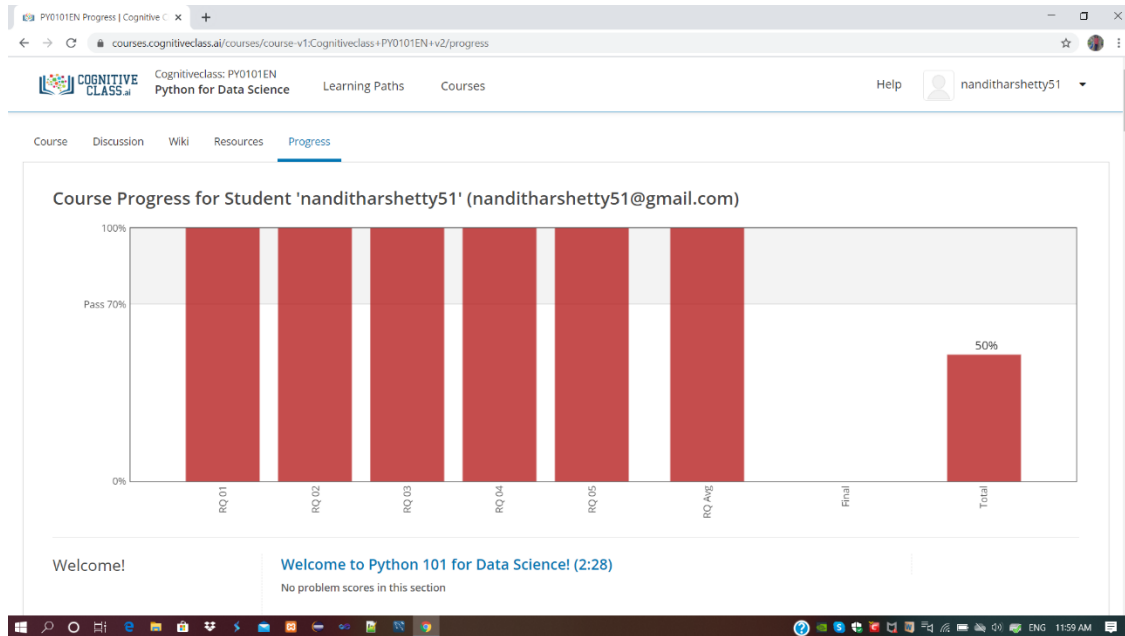 PY0101EN Progress | Cognitive C
courses.cognitiveclass.ai/courses/course-v1:Cognitiveclass+PY0101EN+v2/progress
COGNITIVE
CLASS.ai
Cognitiveclass: PY0101EN
Python for Data Science
Learning Paths
Courses
Help
nanditharshetty51
Course
Discussion
Wiki
Resources
Progress
Course Progress for Student 'nanditharshetty51' (nanditharshetty51@gmail.com)
100%
Pass 70%
50%
0%
RQ 01
RQ 02
RQ 03
RQ 04
RQ 05
RQ Avg
Final
Total
Welcome!
Welcome to Python 101 for Data Science! (2:28)
No problem scores in this section
ENG 11:59 AM